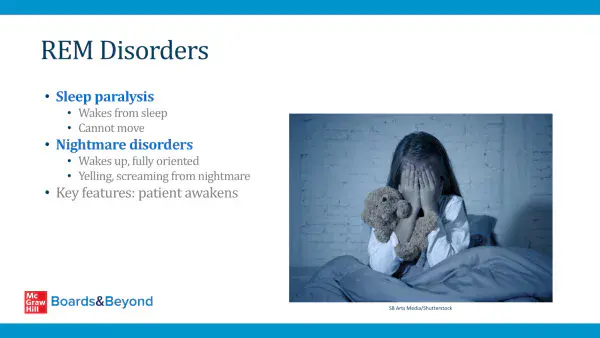 REM Disorders
• Sleep paralysis
• Wakes from sleep
• Cannot move
• Nightmare disorders
• Wakes up, fully oriented
• Yelling, screaming from nightmare
• Key features: patient awakens
SB Arts Media/Shutterstock
Mc
Graw
Hill
Boards&Beyond